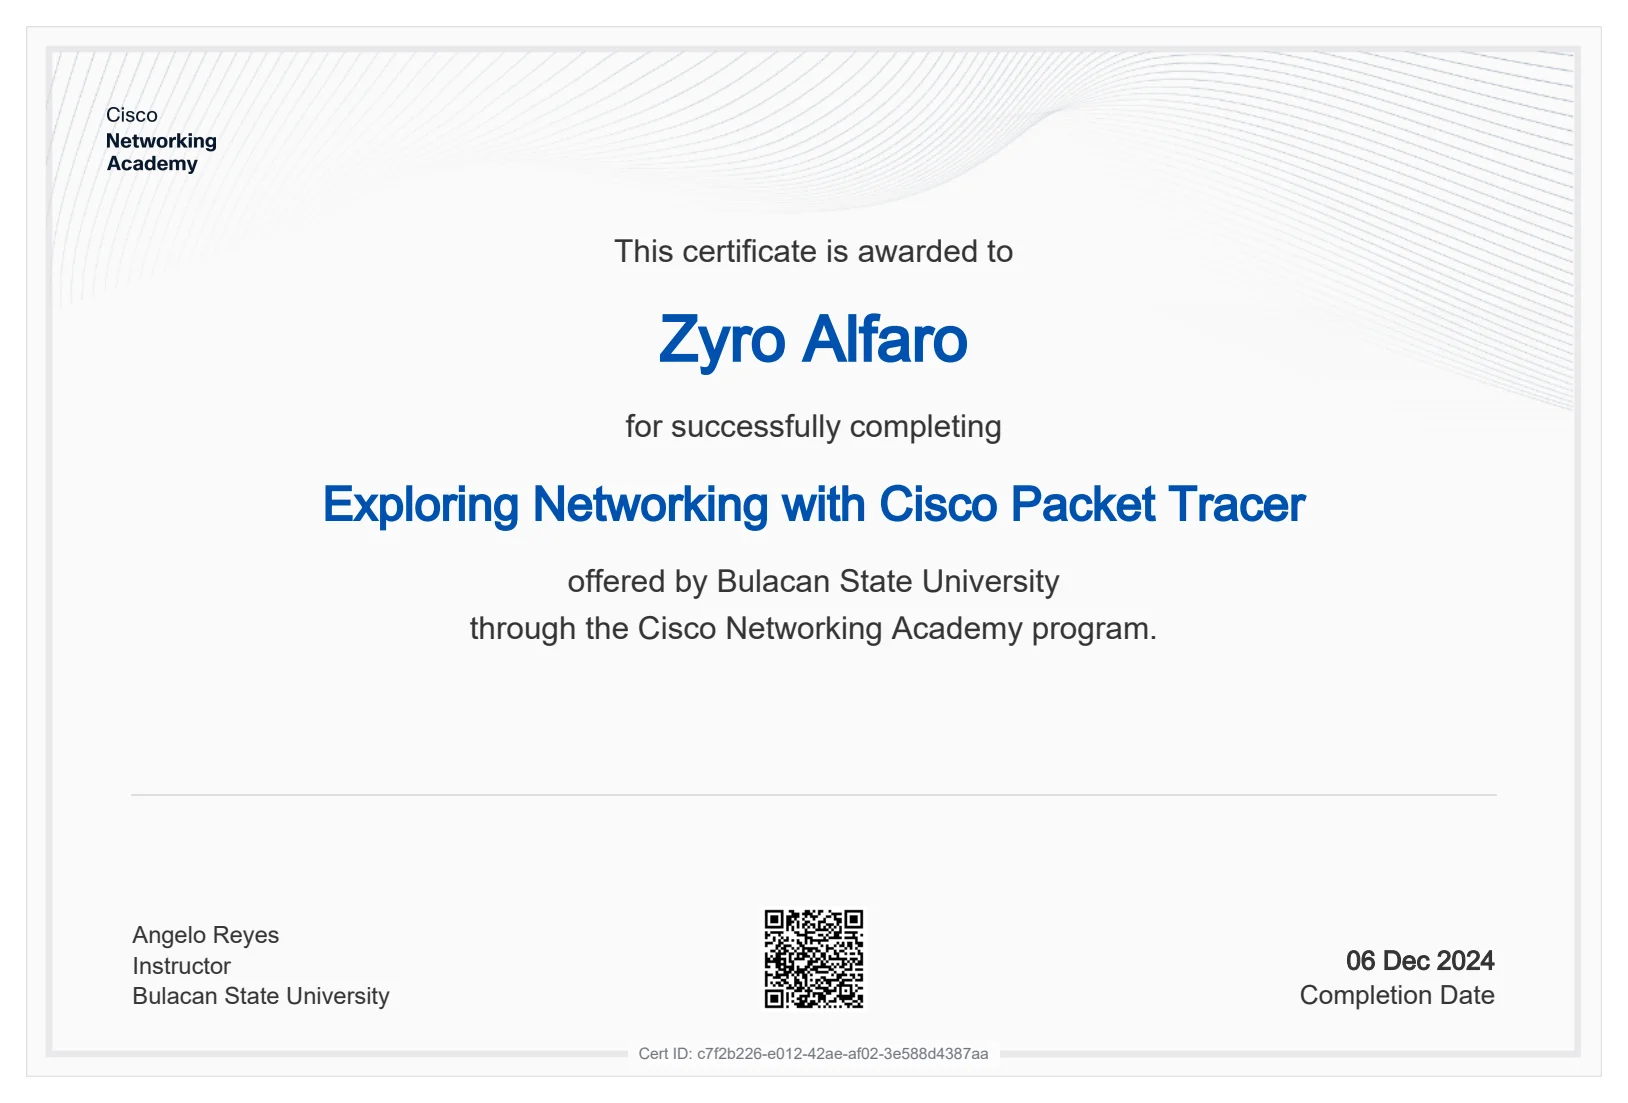 Cisco
Networking
Academy
This certificate is awarded to
Zyro Alfaro
for successfully completing
Exploring Networking with Cisco Packet Tracer
offered by Bulacan State University
through the Cisco Networking Academy program.
Angelo Reyes
Instructor
Bulacan State University
06 Dec 2024
Completion Date
Cert ID: c7f2b226-e012-42ae-af02-3e588d4387aa